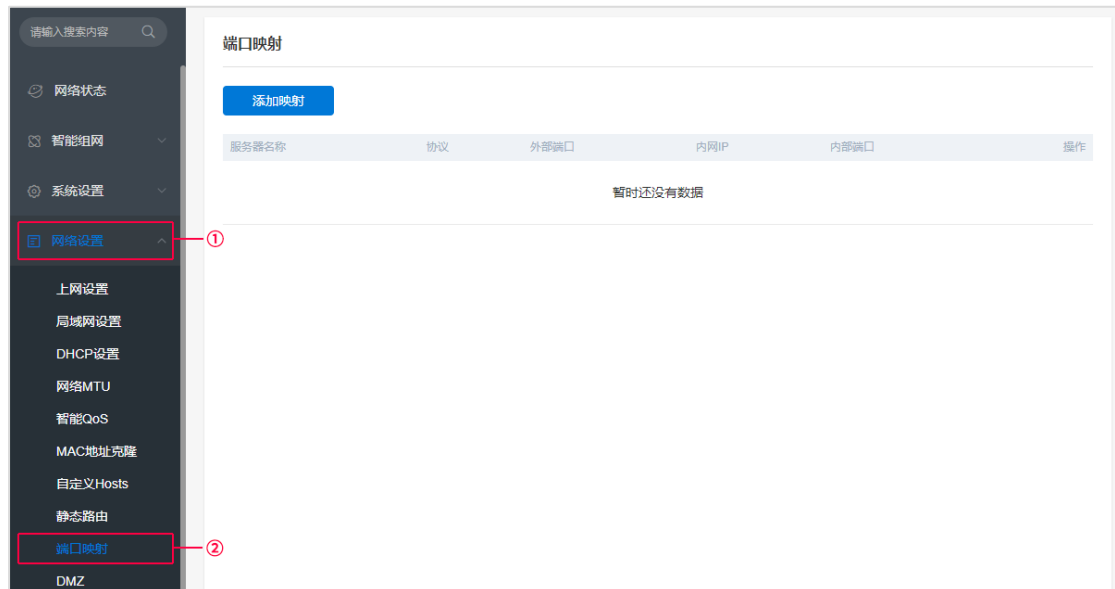 请输入搜索内容
网络状态
智能组网
系统设置
网络设置
①
上网设置
局域网设置
DHCP设置
网络MTU
智能QoS
MAC地址克隆
自定义Hosts
静态路由
端口映射
②
DMZ
端口映射
添加映射
服务器名称 协议 外部端口 内网IP 内部端口 操作
暂时还没有数据